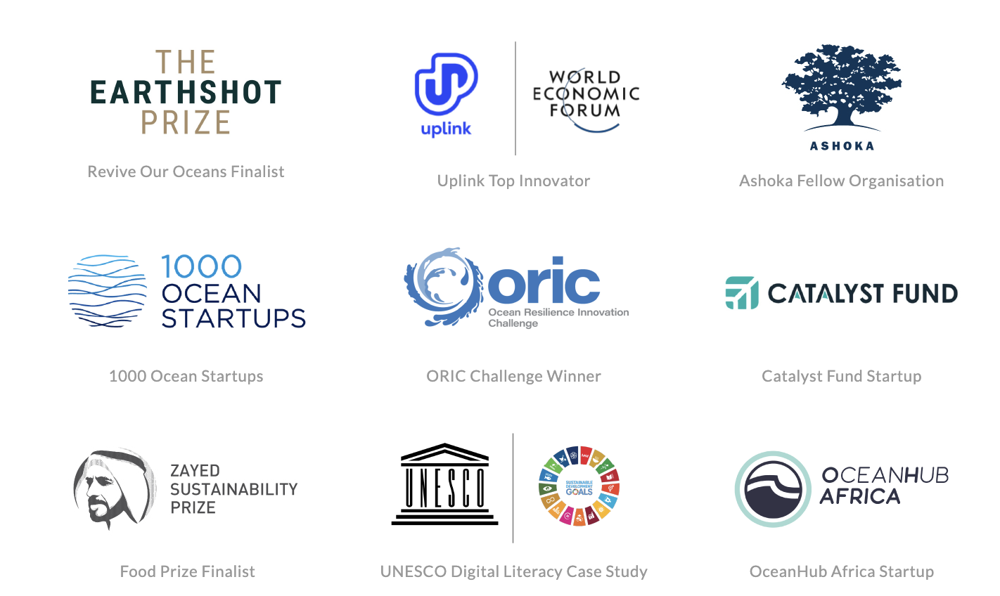 THE
EARTHSHOT
PRIZE
Revive Our Oceans Finalist
uplink
WORLD
ECONOMIC
FORUM
Uplink Top Innovator
ASHOKA
Ashoka Fellow Organisation
1000
OCEAN
STARTUPS
1000 Ocean Startups
oric
Ocean Resilience Innovation
Challenge
ORIC Challenge Winner
CATALYST FUND
Catalyst Fund Startup
ZAYED
SUSTAINABILITY
PRIZE
Food Prize Finalist
UNESCO
SUSTAINABLE
DEVELOPMENT
GOALS
UNESCO Digital Literacy Case Study
OCEANHUB
AFRICA
OceanHub Africa Startup